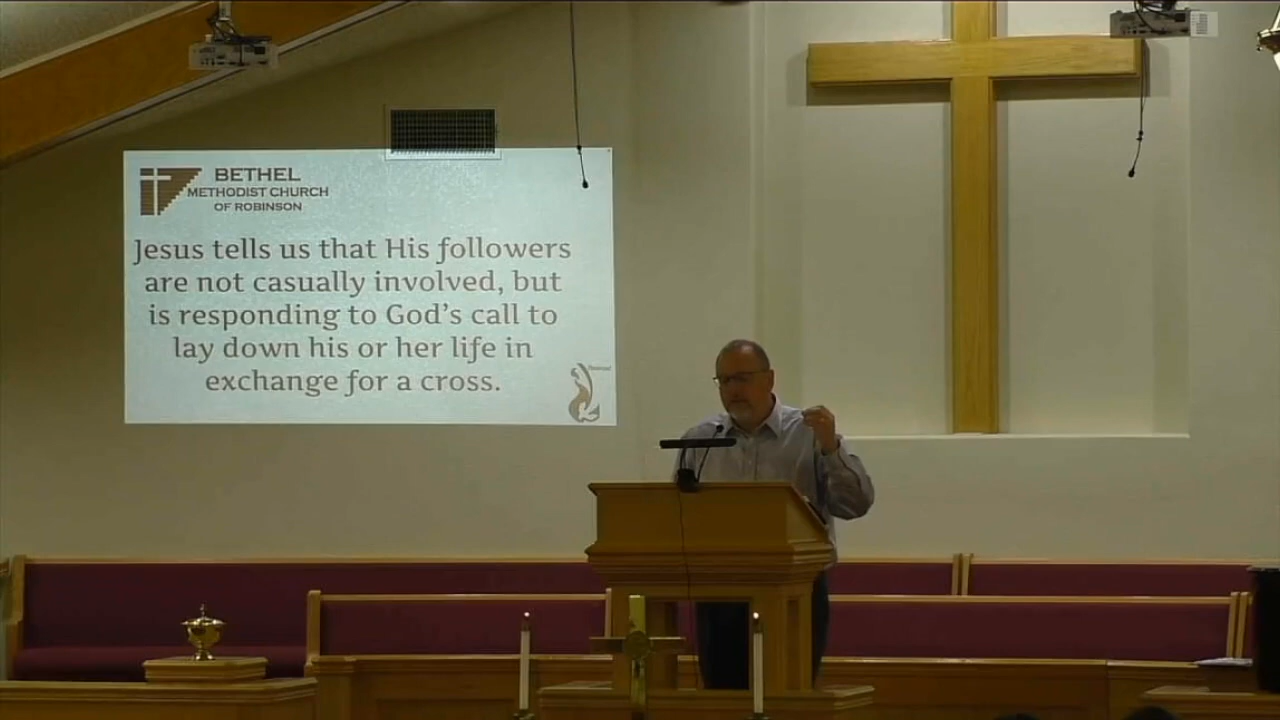 BETHEL
METHODIST CHURCH
OF ROBINSON
Jesus tells us that His followers
are not casually involved, but
is responding to God's call to
lay down his or her life in
exchange for a cross.